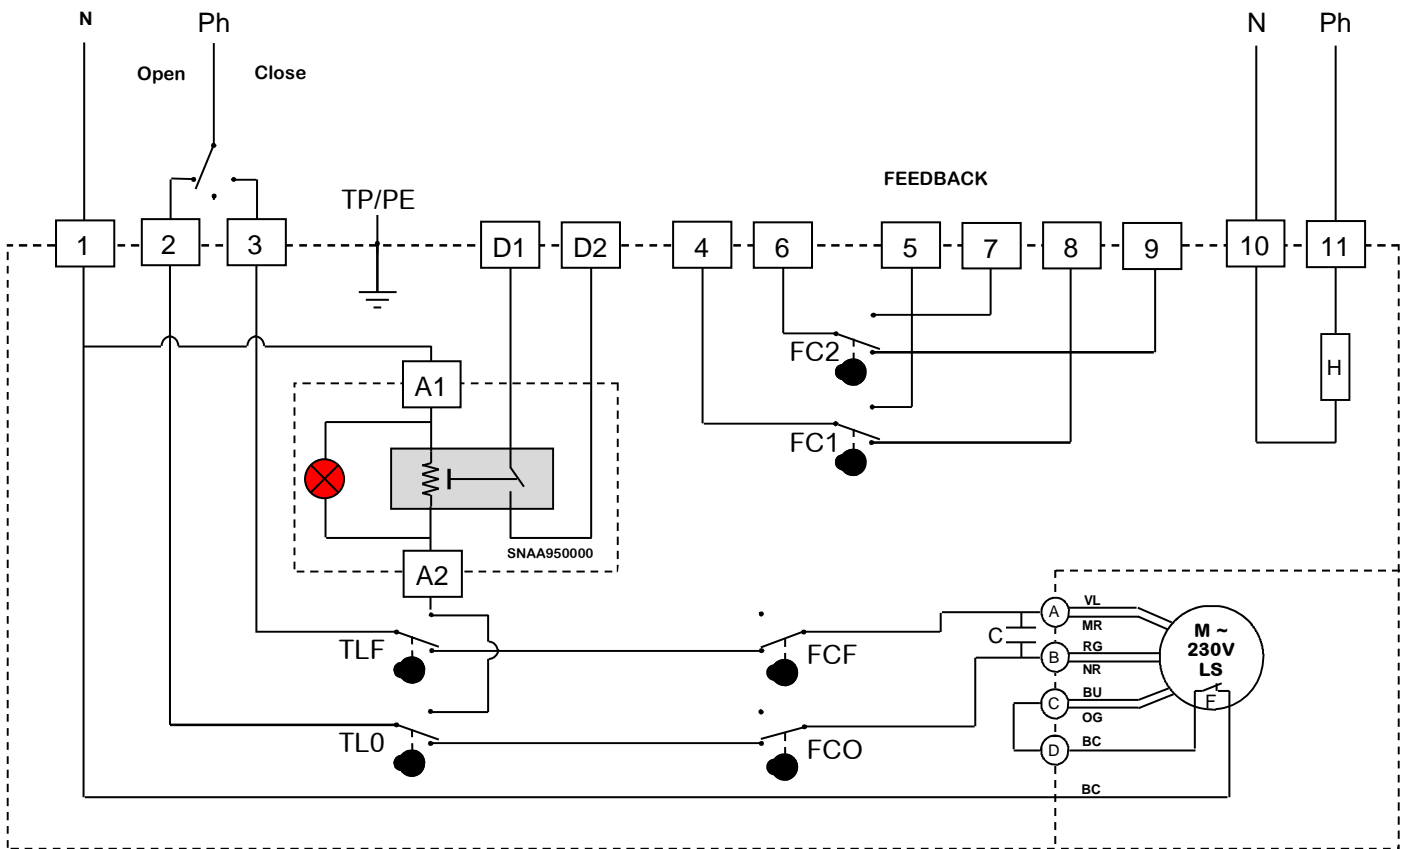 N
Ph
N
Ph
Open
Close
FEEDBACK
TP/PE
1
2
3
D1
D2
4
6
5
7
8
9
10
11
FC2
H
A1
FC1
SNAA950000
A2
TLF
FCF
TL0
FCO
C
A
B
C
D
VL
MR
RG
NR
BU
OG
BC
BC
M ~
230V
LS
F